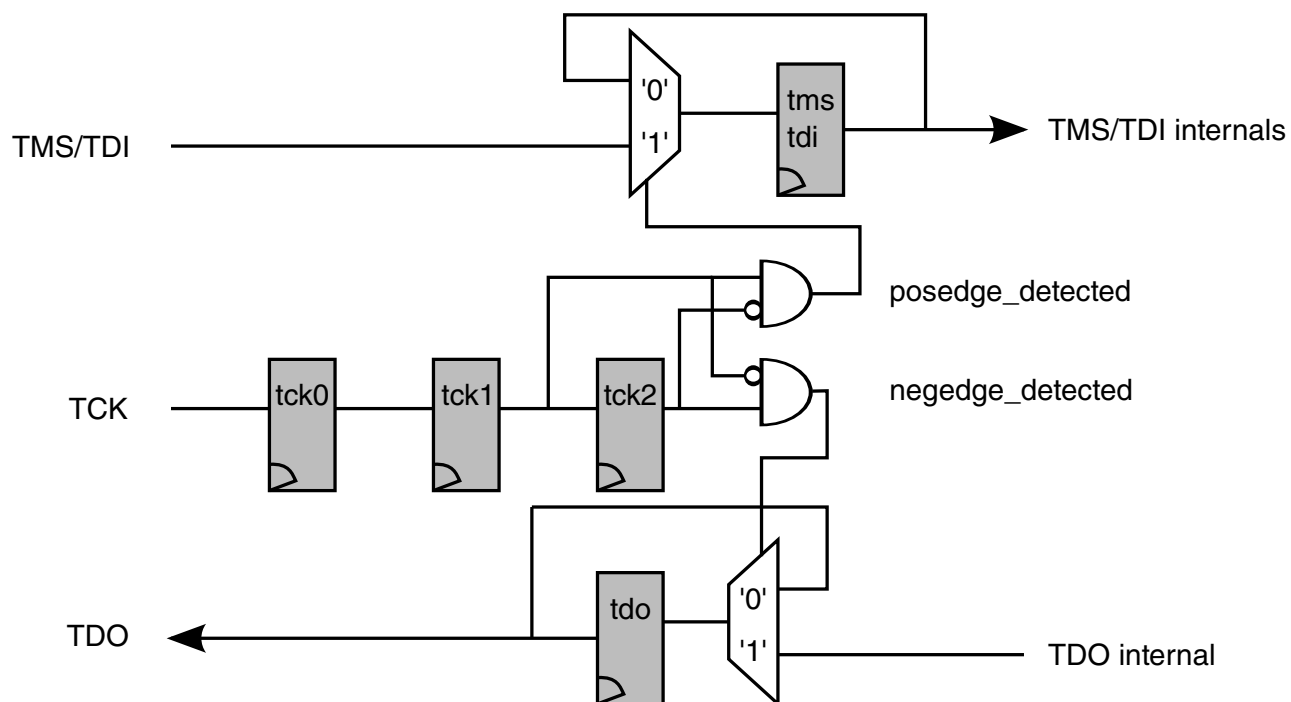 '0'
tms
TMS/TDI
'1'
tdi
TMS/TDI internals
posedge_detected
TCK
tck0
tck1
tck2
negedge_detected
TDO
tdo
'0'
'1'
TDO internal